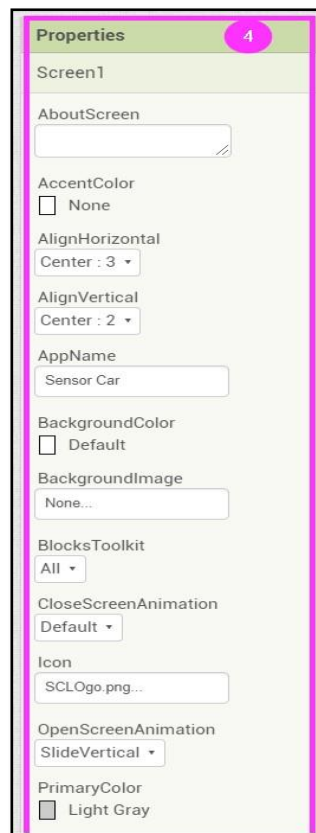 Properties 4
Screen1
AboutScreen
AccentColor
None
AlignHorizontal
Center : 3
AlignVertical
Center : 2
AppName
Sensor Car
BackgroundColor
Default
BackgroundImage
None...
BlocksToolkit
All
CloseScreenAnimation
Default
Icon
SCLOgo.png...
OpenScreenAnimation
SlideVertical
PrimaryColor
Light Gray